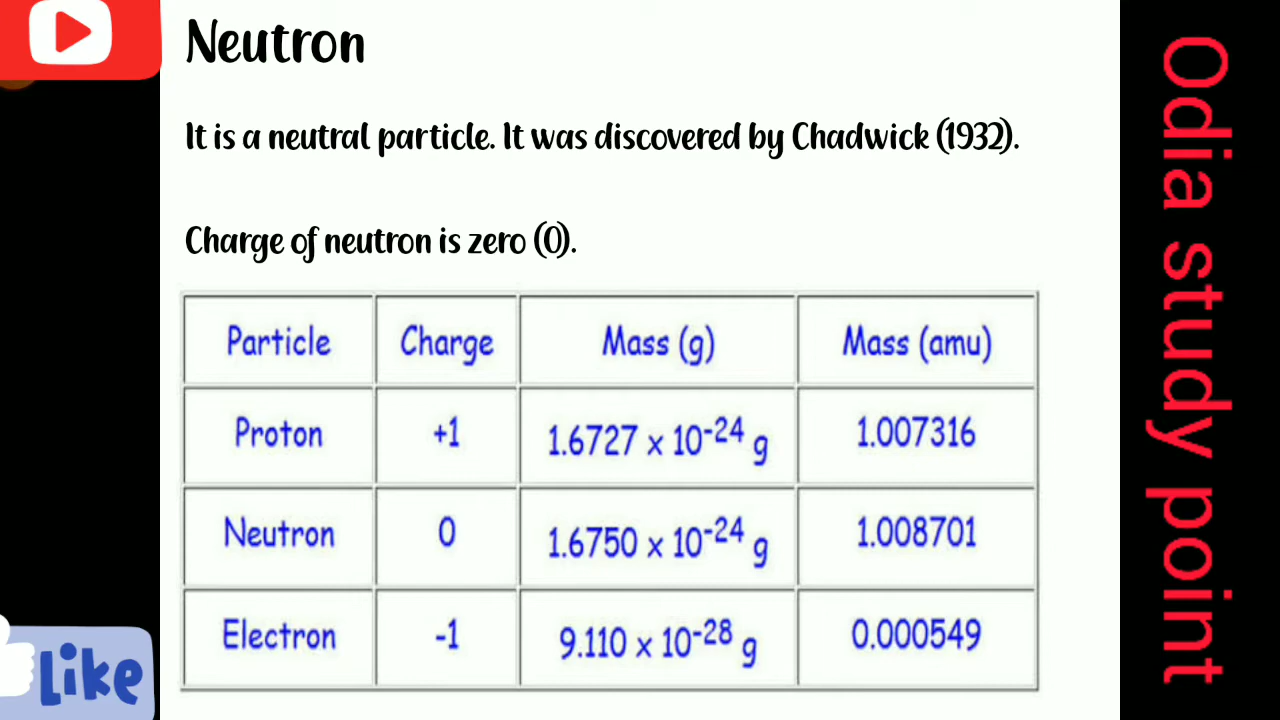 Neutron
It is a neutral particle. It was discovered by Chadwick (1932).
Charge of neutron is zero (0).
Particle Charge Mass (g) Mass (amu)
Proton +1 1.6727 x 10⁻²⁴ g 1.007316
Neutron 0 1.6750 x 10⁻²⁴ g 1.008701
Electron -1 9.110 x 10⁻²⁸ g 0.000549
Like
Odia study point